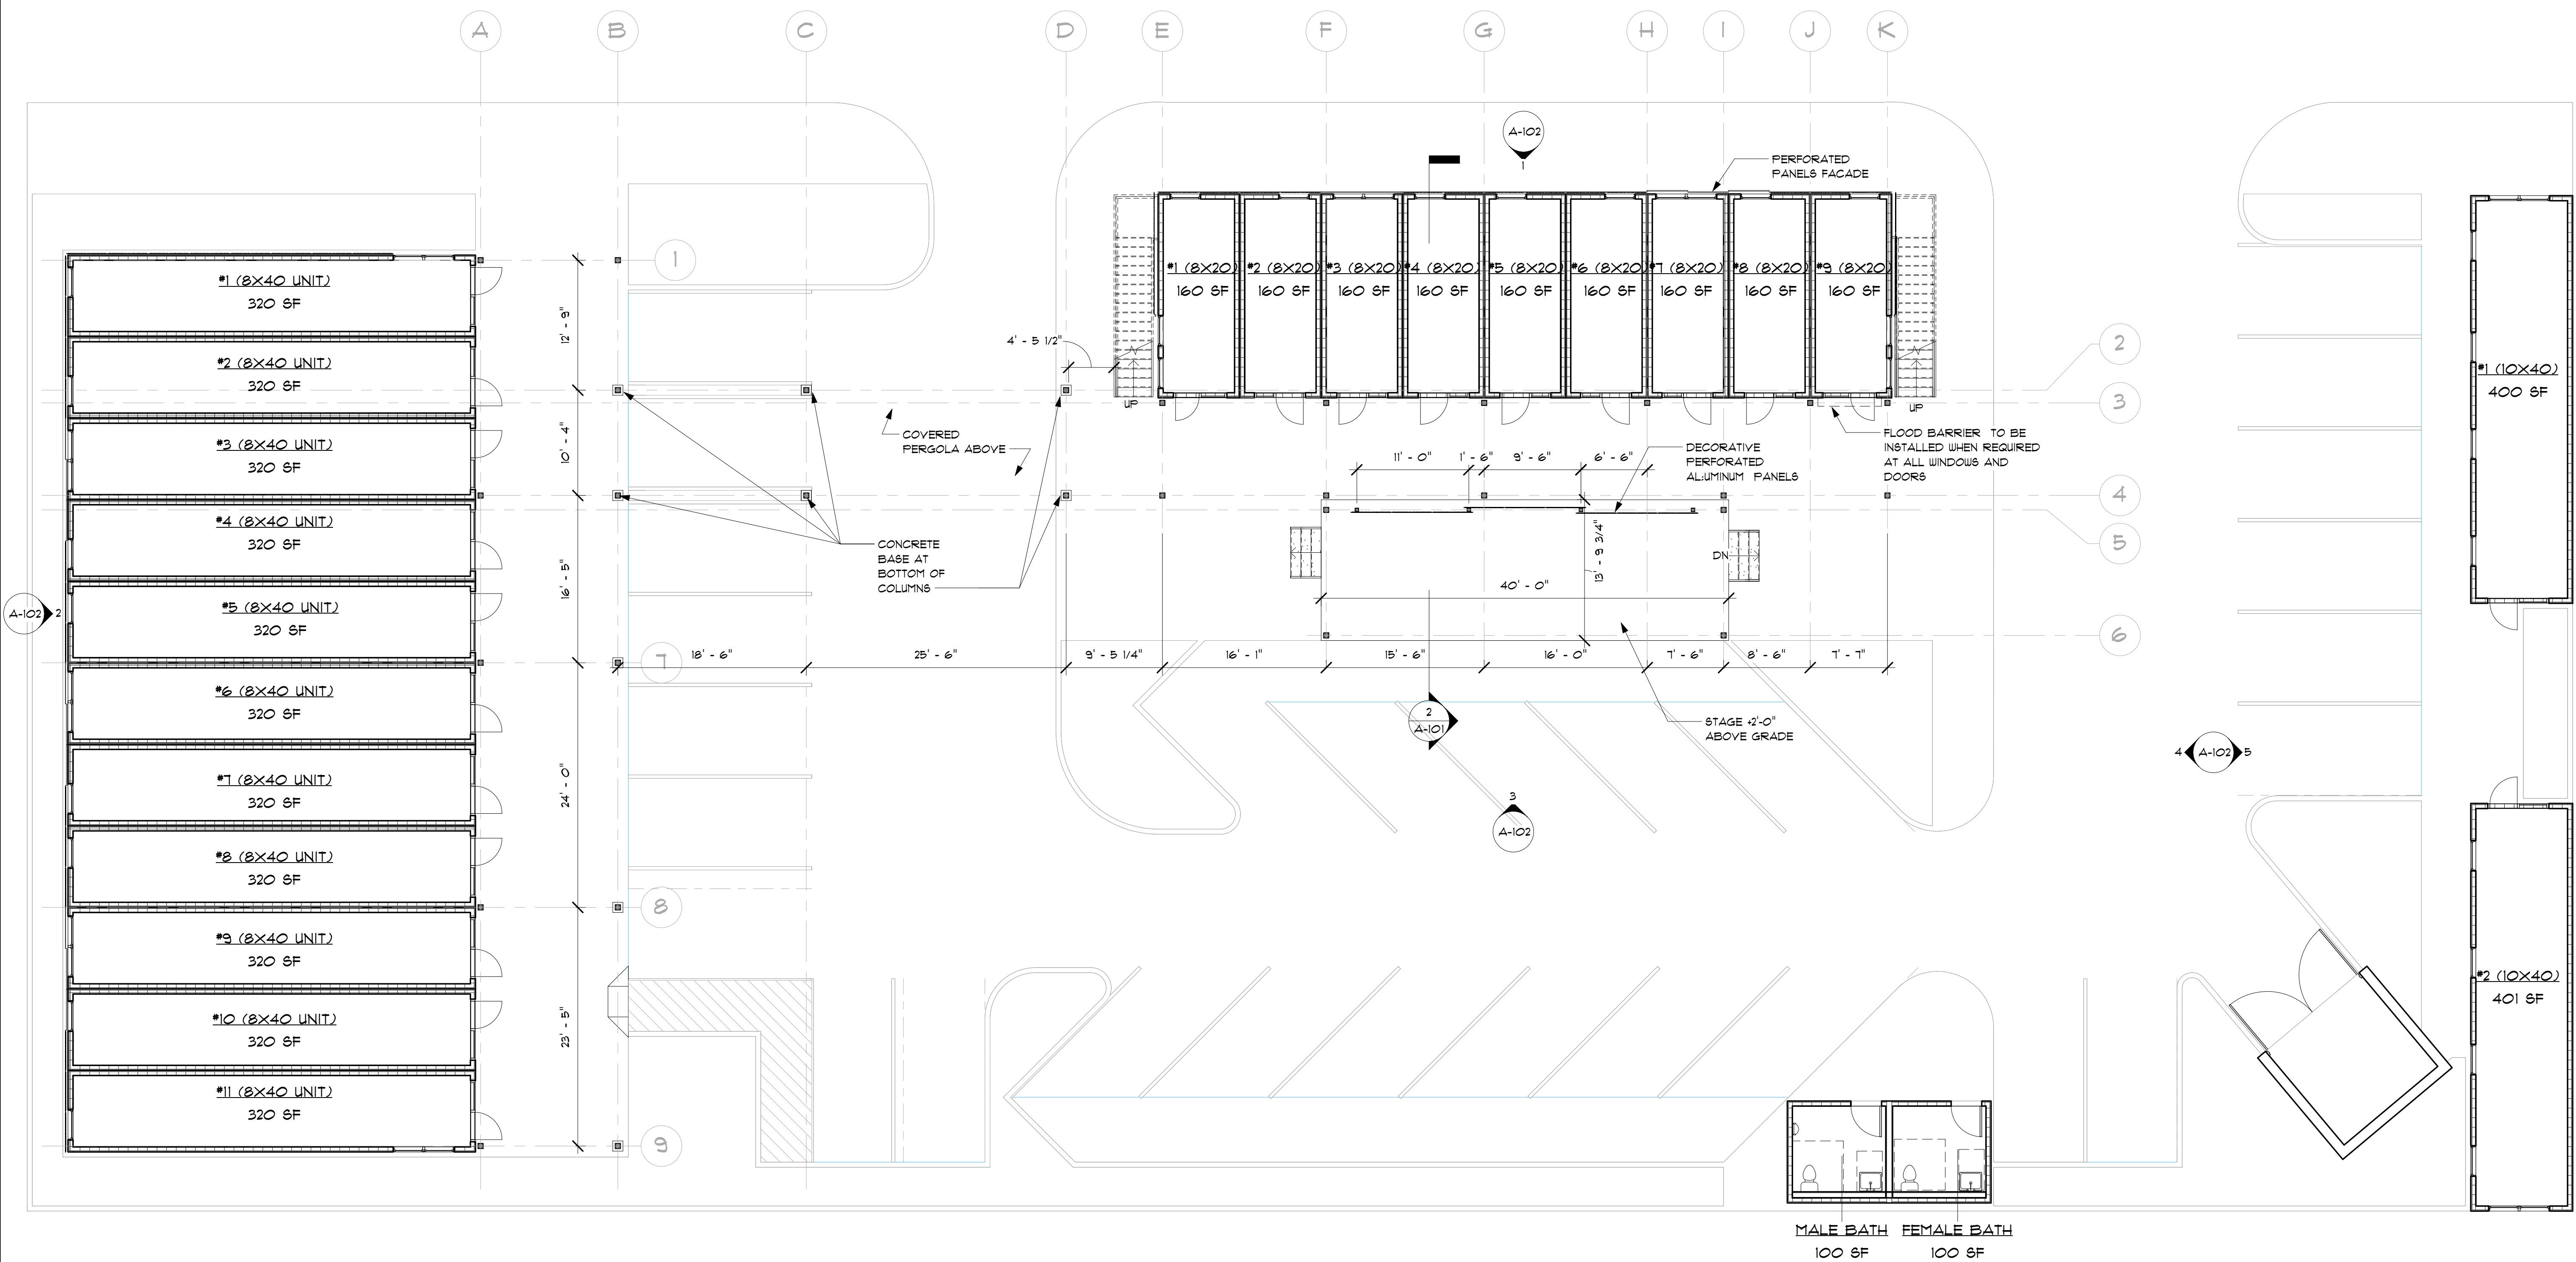 A
B
C
D
E
F
G
H
I
J
K
A-102
1
PERFORATED
PANELS FACADE
#1 (8X20)
160 SF
#2 (8X20)
160 SF
#3 (8X20)
160 SF
#4 (8X20)
160 SF
#5 (8X20)
160 SF
#6 (8X20)
160 SF
#7 (8X20)
160 SF
#8 (8X20)
160 SF
#9 (8X20)
160 SF
UP
UP
1
2
3
4
5
6
7
8
9
#1 (8X40 UNIT)
320 SF
#2 (8X40 UNIT)
320 SF
#3 (8X40 UNIT)
320 SF
#4 (8X40 UNIT)
320 SF
#5 (8X40 UNIT)
320 SF
#6 (8X40 UNIT)
320 SF
#7 (8X40 UNIT)
320 SF
#8 (8X40 UNIT)
320 SF
#9 (8X40 UNIT)
320 SF
#10 (8X40 UNIT)
320 SF
#11 (8X40 UNIT)
320 SF
A-102
2
12' - 9"
10' - 4"
16' - 5"
24' - 0"
23' - 5"
4' - 5 1/2"
COVERED
PERGOLA ABOVE
CONCRETE
BASE AT
BOTTOM OF
COLUMNS
11' - 0"
1' - 6"
9' - 6"
6' - 6"
DECORATIVE
PERFORATED
AL:UMINUM PANELS
FLOOD BARRIER TO BE
INSTALLED WHEN REQUIRED
AT ALL WINDOWS AND
DOORS
DN
13' - 9 3/4"
40' - 0"
18' - 6"
25' - 6"
9' - 5 1/4"
16' - 1"
15' - 6"
16' - 0"
7' - 6"
8' - 6"
7' - 7"
STAGE +2'-0"
ABOVE GRADE
2
A-101
3
A-102
4
A-102
5
#1 (10X40)
400 SF
#2 (10X40)
401 SF
MALE BATH
100 SF
FEMALE BATH
100 SF